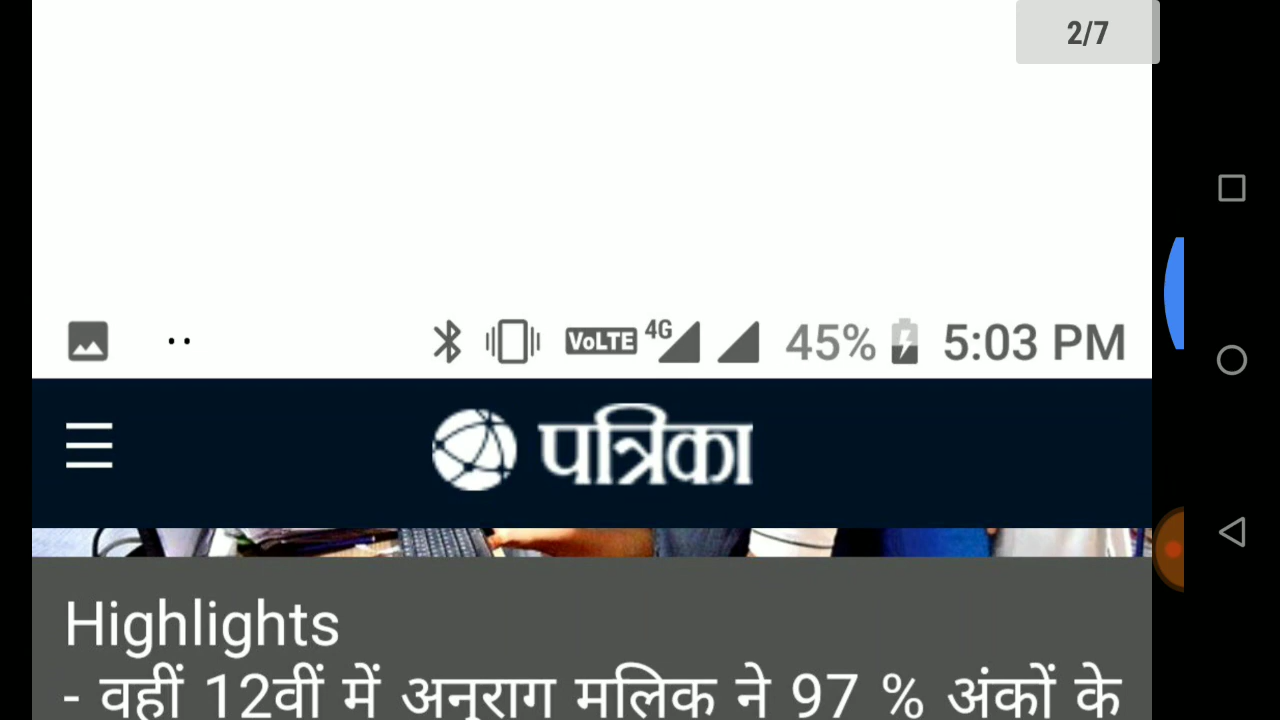 2/7
VoLTE 4G 45% 5:03 PM
पत्रिका
Highlights
- वहीं 12वीं में अनुराग मलिक ने 97 % अंकों के